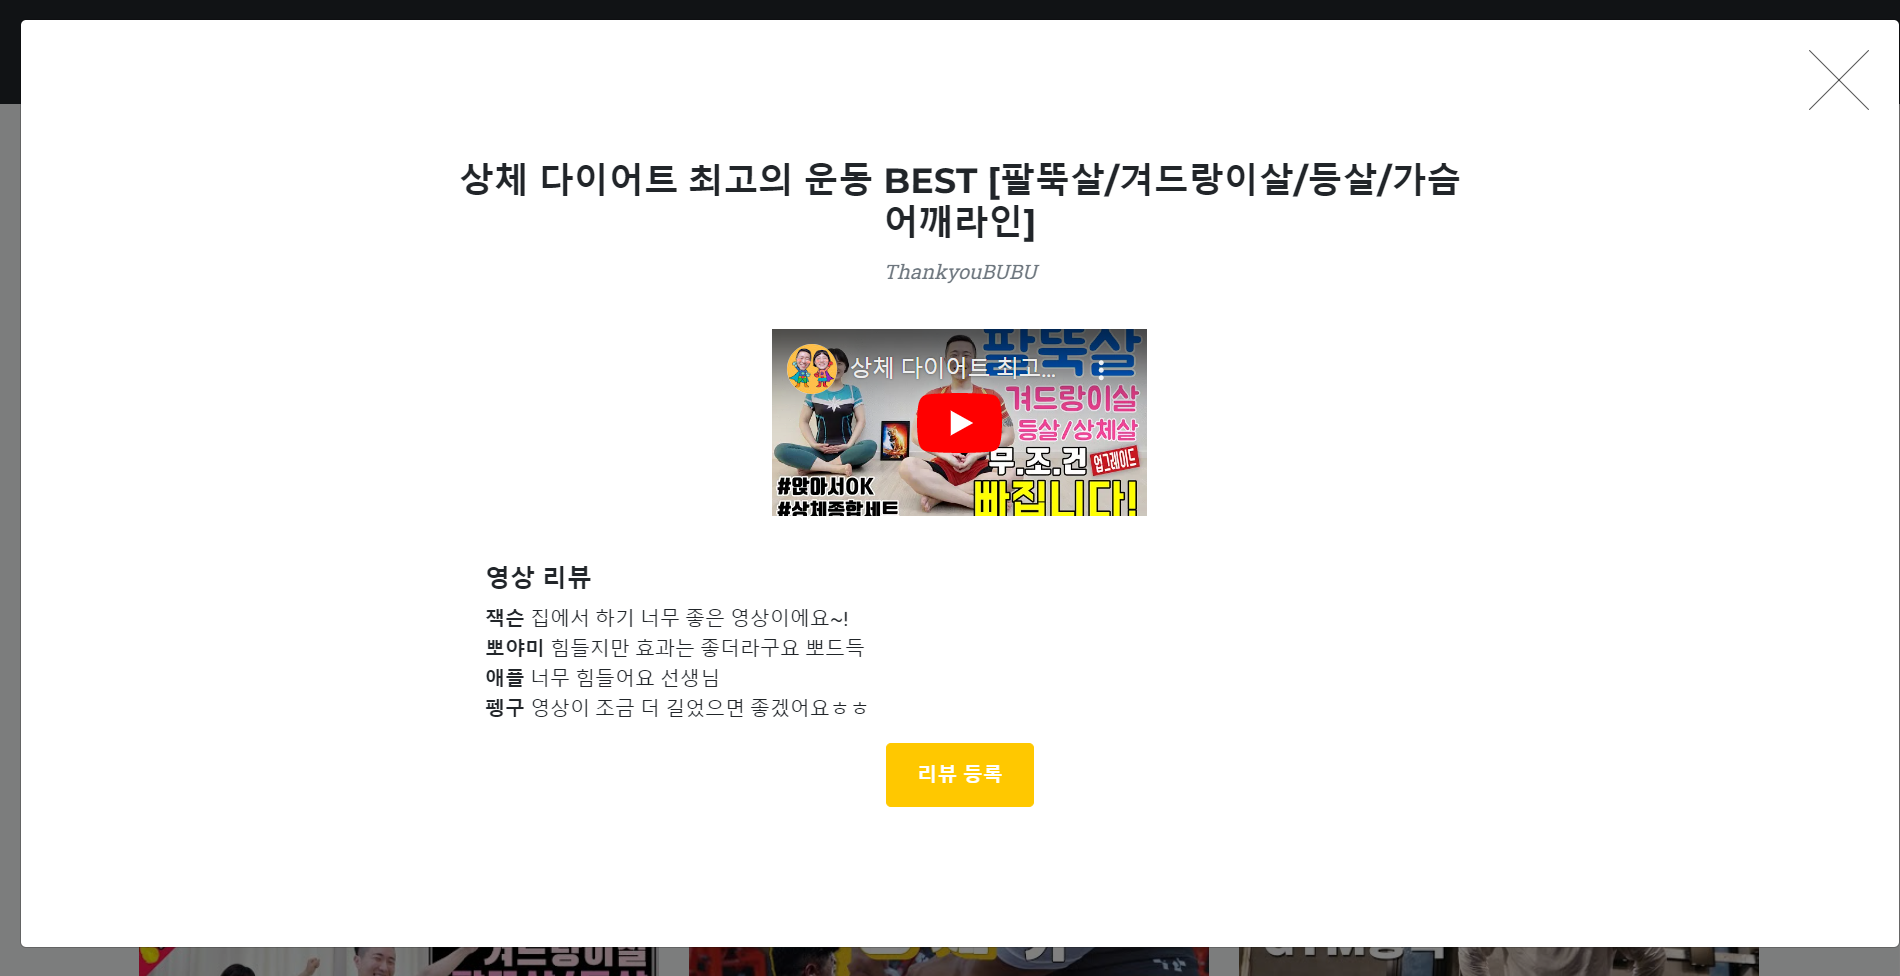 상체 다이어트 최고의 운동 BEST [팔뚝살/겨드랑이살/등살/가슴
어깨라인]
ThankyouBUBU
상체 다이어트 최고...
팔뚝살
겨드랑이살
등살/상체살
무.조.건 업그레이드
빠집니다!
#앉아서OK
#상체종합세트
영상 리뷰
잭슨 집에서 하기 너무 좋은 영상이에요~!
뽀야미 힘들지만 효과는 좋더라구요 뽀드득
애플 너무 힘들어요 선생님
펭구 영상이 조금 더 길었으면 좋겠어요ㅎㅎ
리뷰 등록
겨드랑이살